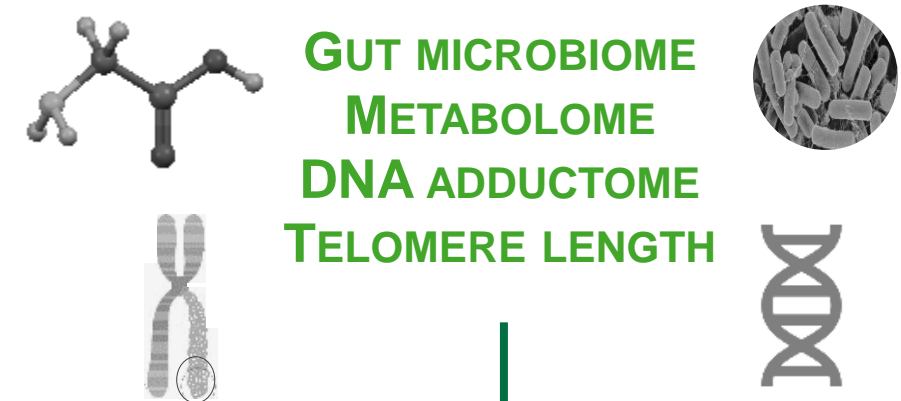 GUT MICROBIOME
METABOLOME
DNA ADDUCTOME
TELOMERE LENGTH